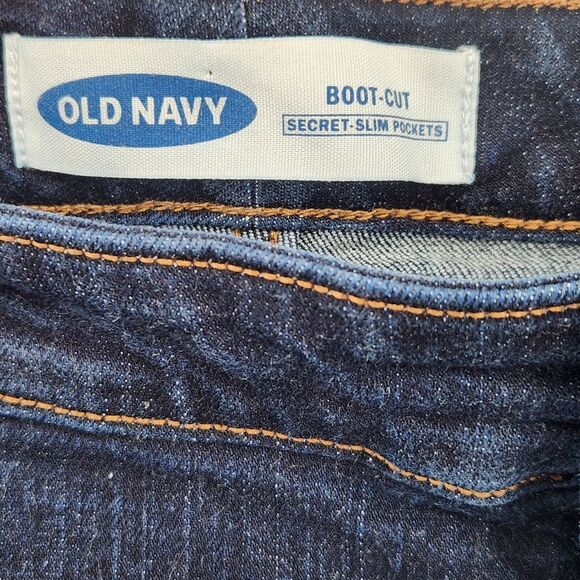 OLD NAVY
BOOT-CUT
SECRET-SLIM POCKETS